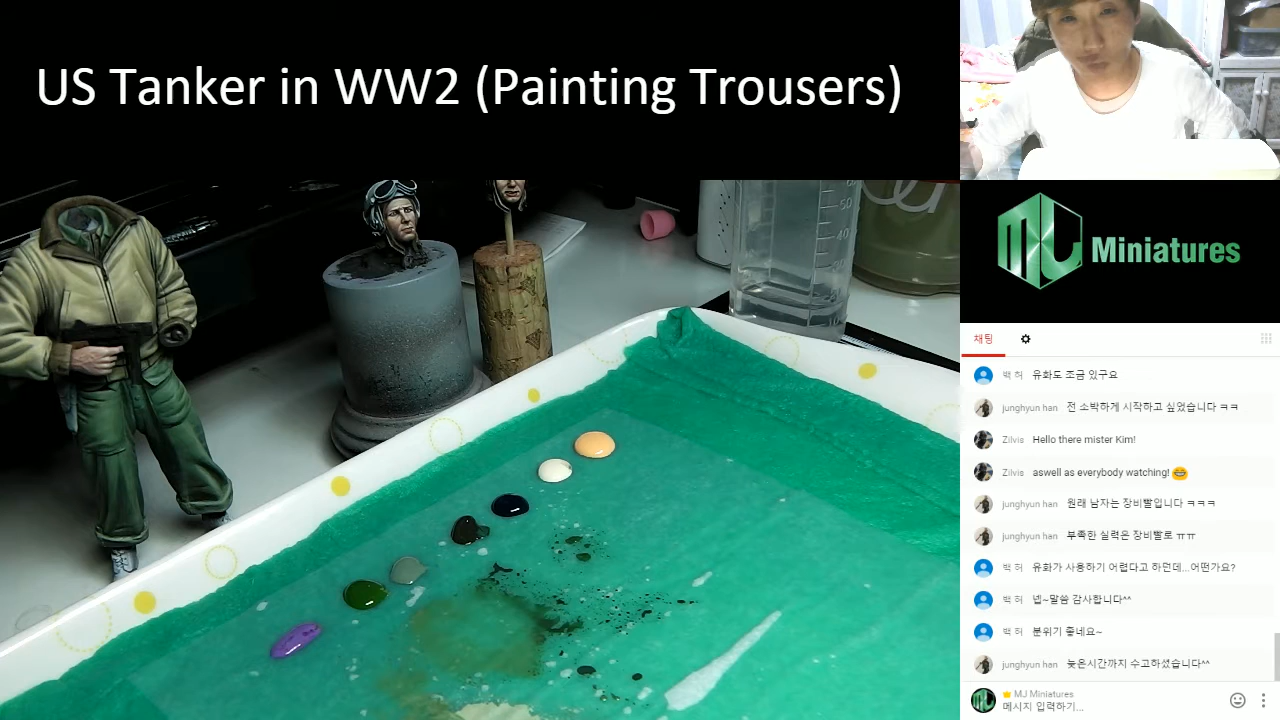 US Tanker in WW2 (Painting Trousers)
MJ Miniatures
채팅
백 허 유화도 조금 있구요
junghyun han 전 소박하게 시작하고 싶었습니다 ㅋㅋ
Zilvis Hello there mister Kim!
Zilvis aswell as everybody watching! 😂
junghyun han 원래 남자는 장비빨입니다 ㅋㅋㅋ
junghyun han 부족한 실력은 장비빨로 ㅠㅠ
백 허 유화가 사용하기 어렵다고 하던데...어떤가요?
백 허 넵~말씀 감사합니다^^
백 허 분위기 좋네요~
junghyun han 늦은시간까지 수고하셨습니다^^
MJ Miniatures
메시지 입력하기...
50
40